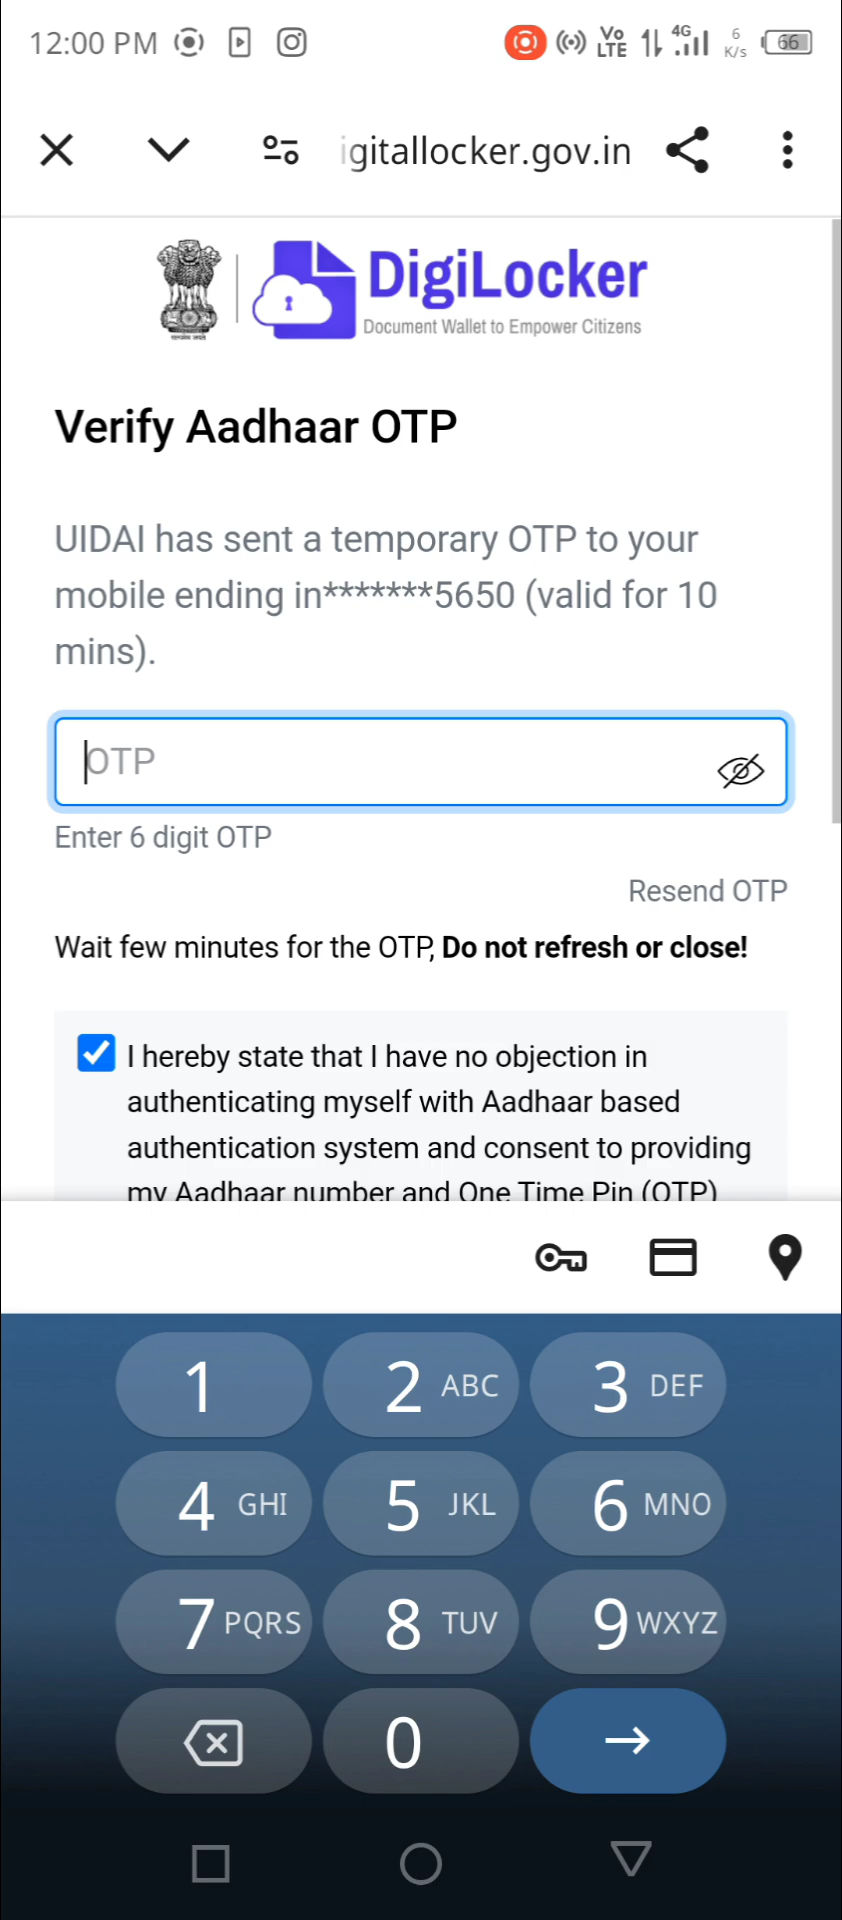 12:00 PM
Vo LTE 4G 6 K/s 66
igitallocker.gov.in
DigiLocker
Document Wallet to Empower Citizens
Verify Aadhaar OTP
UIDAI has sent a temporary OTP to your
mobile ending in*******5650 (valid for 10
mins).
OTP
Enter 6 digit OTP
Resend OTP
Wait few minutes for the OTP, Do not refresh or close!
I hereby state that I have no objection in
authenticating myself with Aadhaar based
authentication system and consent to providing
my Aadhaar number and One Time Pin (OTP)
1 2 ABC 3 DEF
4 GHI 5 JKL 6 MNO
7 PQRS 8 TUV 9 WXYZ
0